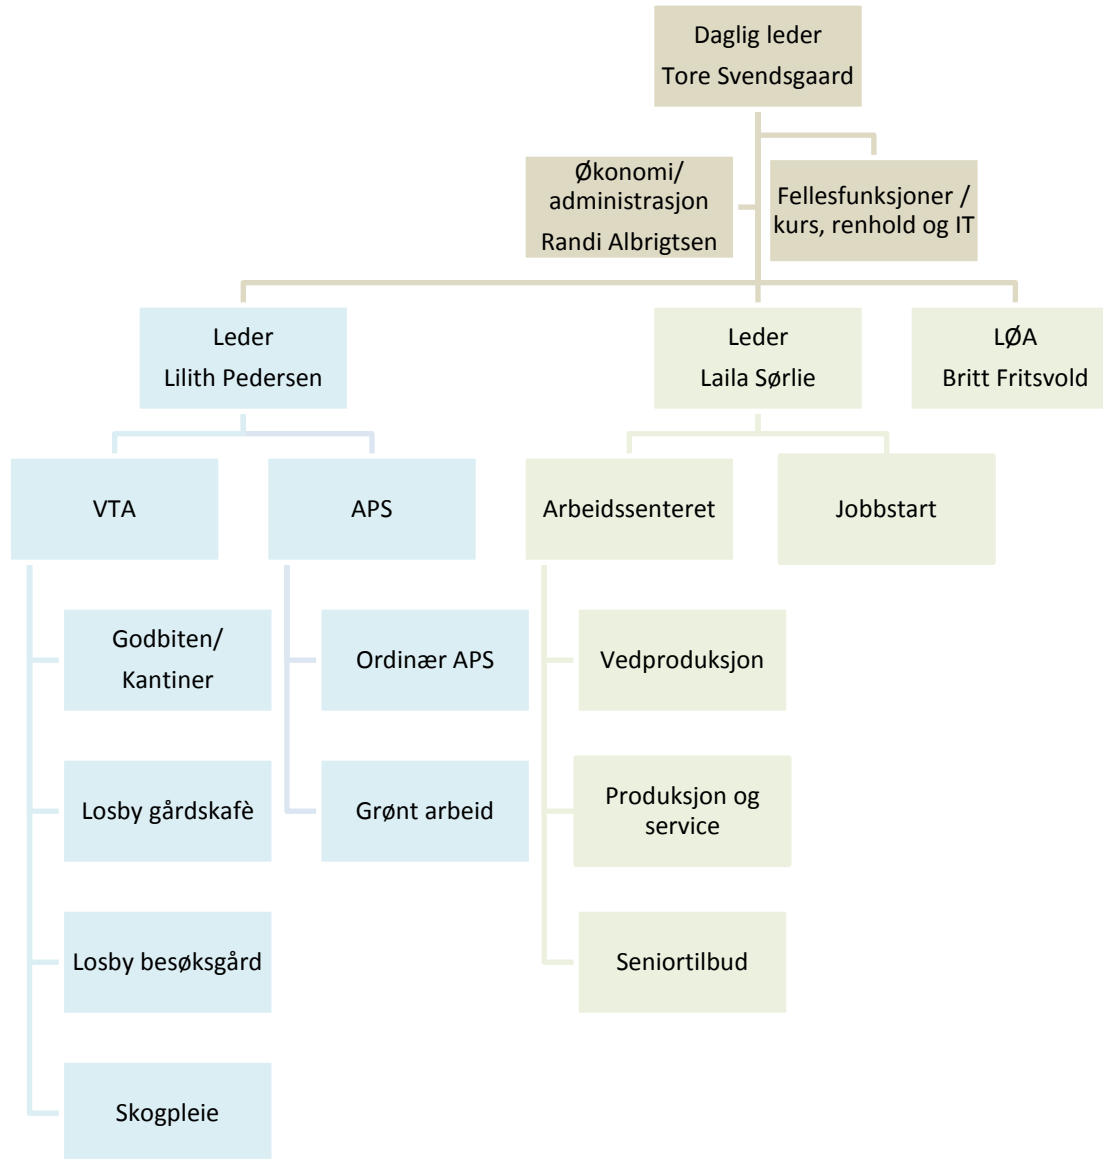 Daglig leder
Tore Svendsgaard
Økonomi/
administrasjon
Randi Albrigtsen
Fellesfunksjoner /
kurs, renhold og IT
Leder
Lilith Pedersen
Leder
Laila Sørlie
LØA
Britt Fritsvold
VTA
APS
Arbeidssenteret
Jobbstart
Godbiten/
Kantiner
Ordinær APS
Vedproduksjon
Losby gårdskafè
Grønt arbeid
Produksjon og
service
Losby besøksgård
Seniortilbud
Skogpleie